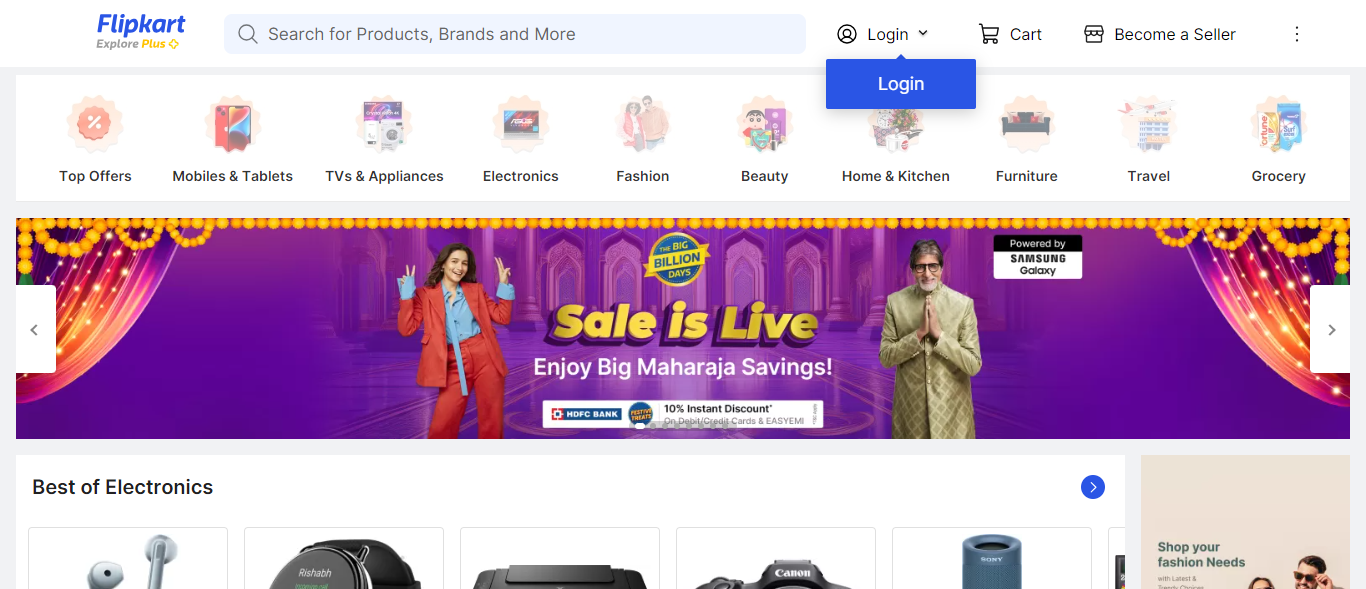 Flipkart
Explore Plus
Search for Products, Brands and More
Login
Cart
Become a Seller
Login
Top Offers
Mobiles & Tablets
TVs & Appliances
Electronics
Fashion
Beauty
Home & Kitchen
Furniture
Travel
Grocery
THE BIG
BILLION
DAYS
Powered by
SAMSUNG
Galaxy
Sale is Live
Enjoy Big Maharaja Savings!
HDFC BANK
FESTIVE
TREATS
10% Instant Discount*
On Debit/Credit Cards & EASYEMI
Best of Electronics
Rishabh
Canon
SONY
Shop your
fashion Needs
with Latest &
Trendy Choices